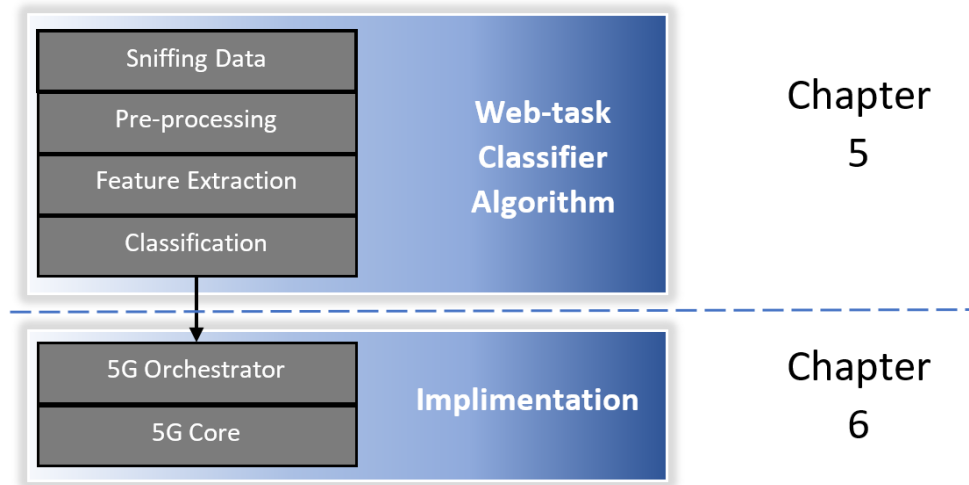 Sniffing Data
Pre-processing
Feature Extraction
Classification
Web-task
Classifier
Algorithm
Chapter
5
5G Orchestrator
5G Core
Implimentation
Chapter
6